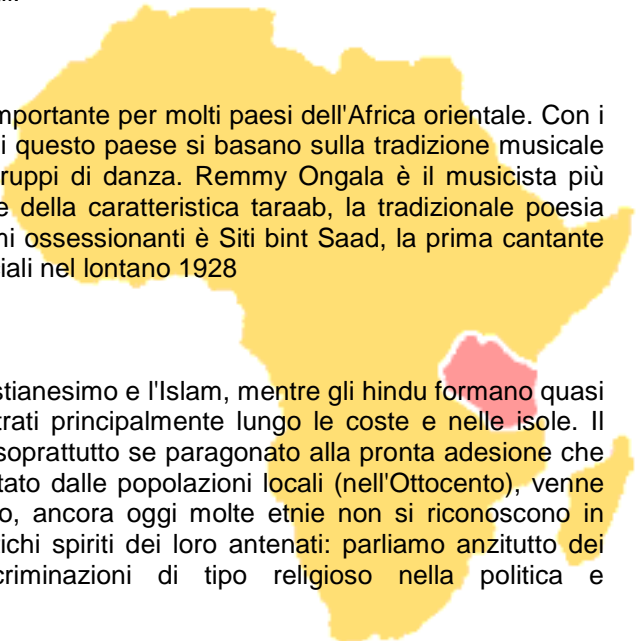 mportante per molti paesi dell'Africa orientale. Con i
i questo paese si basano sulla tradizione musicale
ruppi di danza. Remmy Ongala è il musicista più
e della caratteristica taraab, la tradizionale poesia
ni ossessionanti è Siti bint Saad, la prima cantante
iali nel lontano 1928
stianesimo e l'Islam, mentre gli hindu formano quasi
trati principalmente lungo le coste e nelle isole. Il
soprattutto se paragonato alla pronta adesione che
tato dalle popolazioni locali (nell'Ottocento), venne
o, ancora oggi molte etnie non si riconoscono in
ichi spiriti dei loro antenati: parliamo anzitutto dei
criminazioni di tipo religioso nella politica e